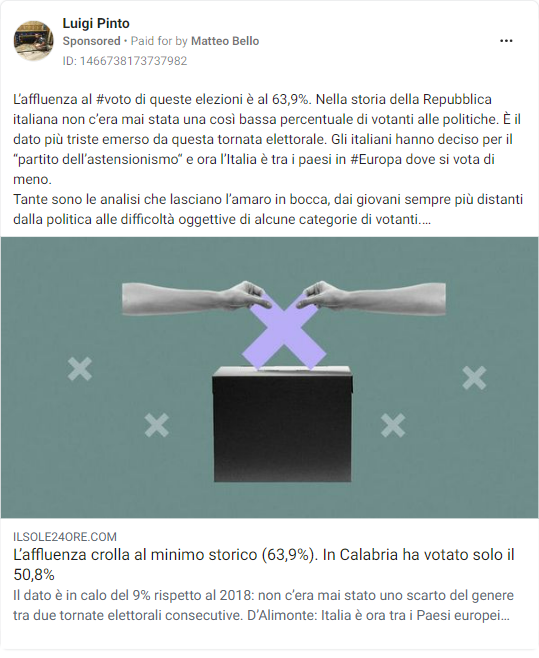 Luigi Pinto
Sponsored • Paid for by Matteo Bello
ID: 1466738173737982
L'affluenza al #voto di queste elezioni è al 63,9%. Nella storia della Repubblica
italiana non c'era mai stata una così bassa percentuale di votanti alle politiche. È il
dato più triste emerso da questa tornata elettorale. Gli italiani hanno deciso per il
"partito dell'astensionismo" e ora l'Italia è tra i paesi in #Europa dove si vota di
meno.
Tante sono le analisi che lasciano l'amaro in bocca, dai giovani sempre più distanti
dalla politica alle difficoltà oggettive di alcune categorie di votanti....
ILSOLE24ORE.COM
L'affluenza crolla al minimo storico (63,9%). In Calabria ha votato solo il
50,8%
Il dato è in calo del 9% rispetto al 2018: non c'era mai stato uno scarto del genere
tra due tornate elettorali consecutive. D'Alimonte: Italia è ora tra i Paesi europei...